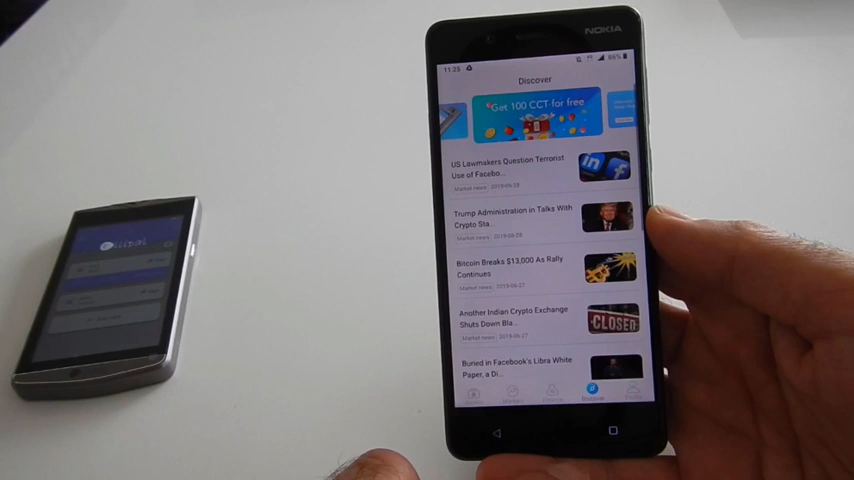 NOKIA
11:25
86%
Discover
Get 100 CCT for free
US Lawmakers Question Terrorist
Use of Facebo...
Market news 2019-06-28
Trump Administration in Talks With
Crypto Sta...
Market news 2019-06-28
Bitcoin Breaks $13,000 As Rally
Continues
Market news 2019-06-27
Another Indian Crypto Exchange
Shuts Down Bla...
CLOSED
Market news 2019-06-27
Buried in Facebook's Libra White
Paper, a Di...
Discover
Profile
ellipal